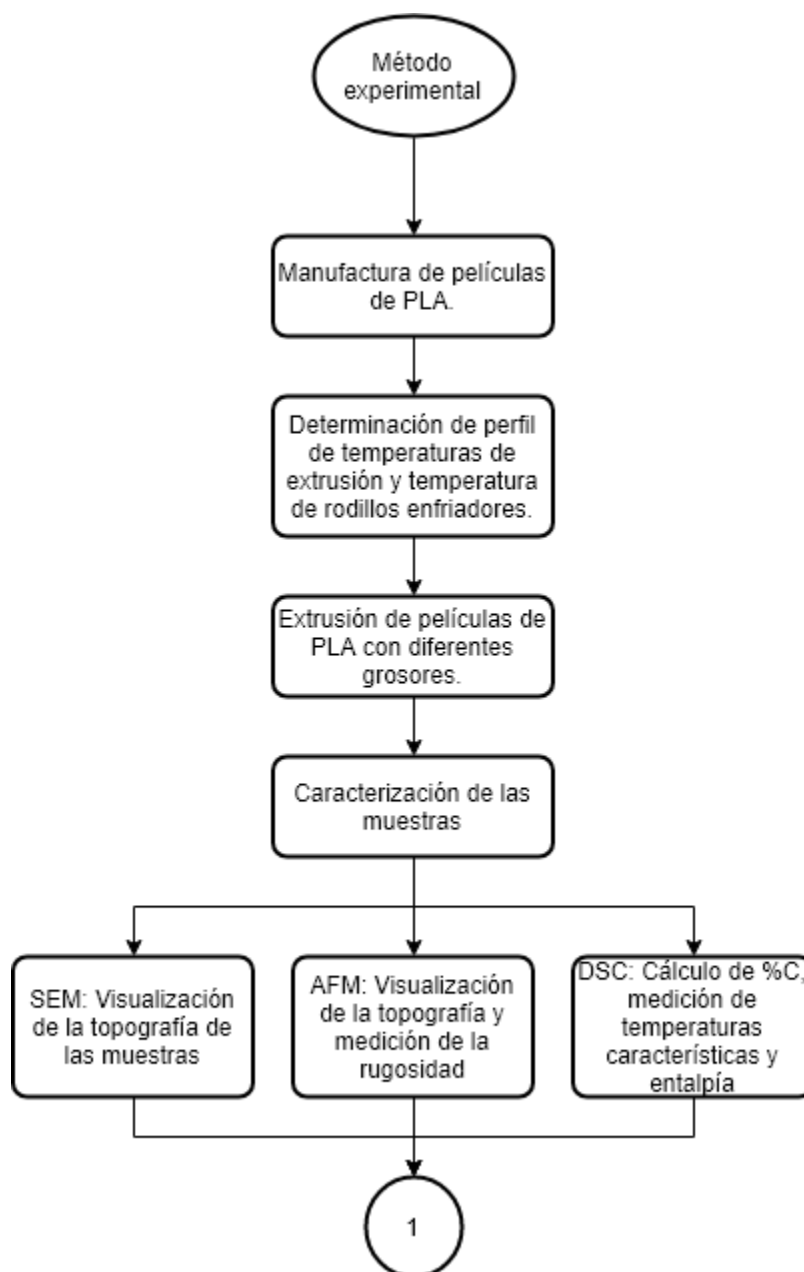 Método
experimental
Manufactura de películas
de PLA.
Determinación de perfil
de temperaturas de
extrusión y temperatura
de rodillos enfriadores.
Extrusión de películas de
PLA con diferentes
grosores.
Caracterización de las
muestras
SEM: Visualización
de la topografía de
las muestras
AFM: Visualización
de la topografía y
medición de la
rugosidad
DSC: Cálculo de %C,
medición de
temperaturas
características y
entalpía
1